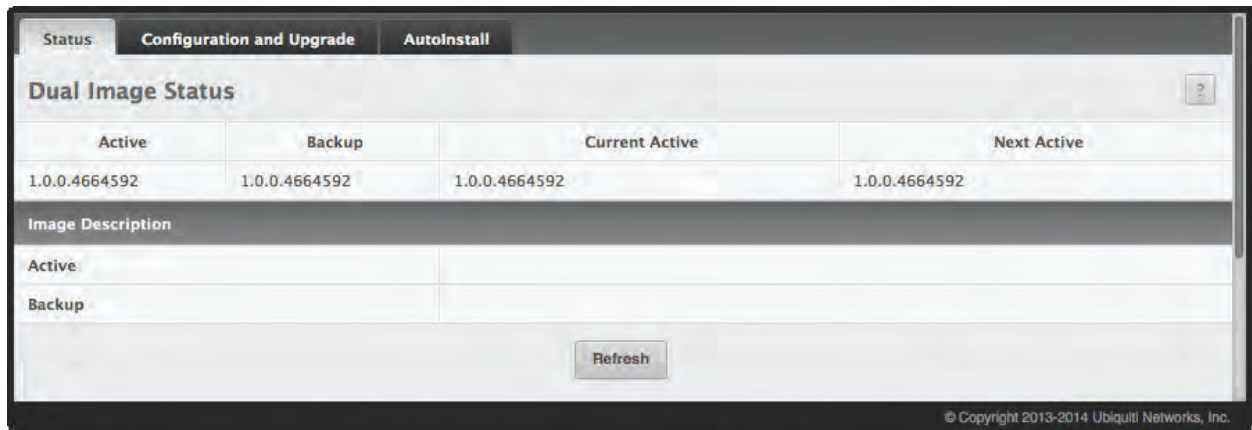 Status Configuration and Upgrade AutoInstall
Dual Image Status
?
Active Backup Current Active Next Active
1.0.0.4664592 1.0.0.4664592 1.0.0.4664592 1.0.0.4664592
Image Description
Active
Backup
Refresh
© Copyright 2013-2014 Ubiquiti Networks, Inc.